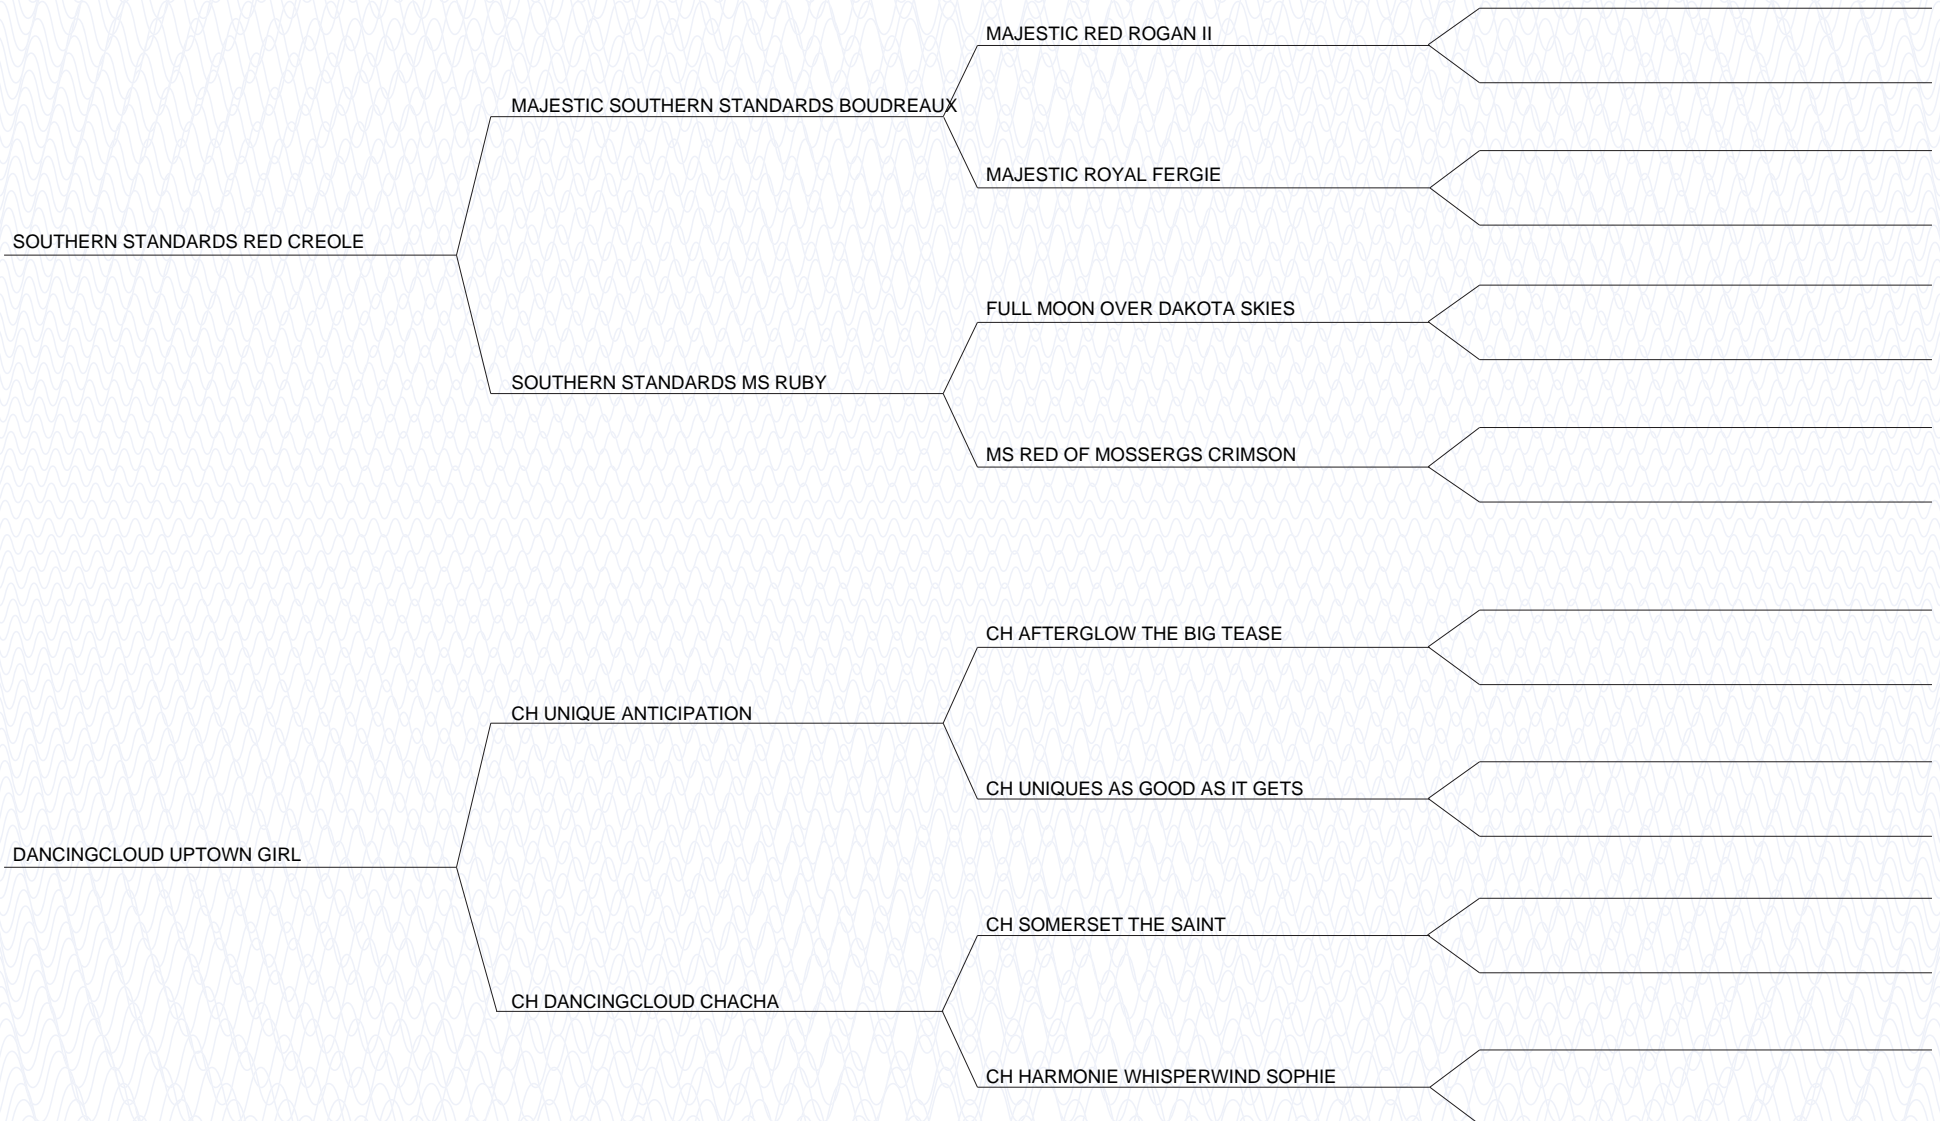 MAJESTIC RED ROGAN II
MAJESTIC SOUTHERN STANDARDS BOUDREAUX
MAJESTIC ROYAL FERGIE
SOUTHERN STANDARDS RED CREOLE
FULL MOON OVER DAKOTA SKIES
SOUTHERN STANDARDS MS RUBY
MS RED OF MOSSERGS CRIMSON
CH AFTERGLOW THE BIG TEASE
CH UNIQUE ANTICIPATION
CH UNIQUES AS GOOD AS IT GETS
DANCINGCLOUD UPTOWN GIRL
CH SOMERSET THE SAINT
CH DANCINGCLOUD CHACHA
CH HARMONIE WHISPERWIND SOPHIE